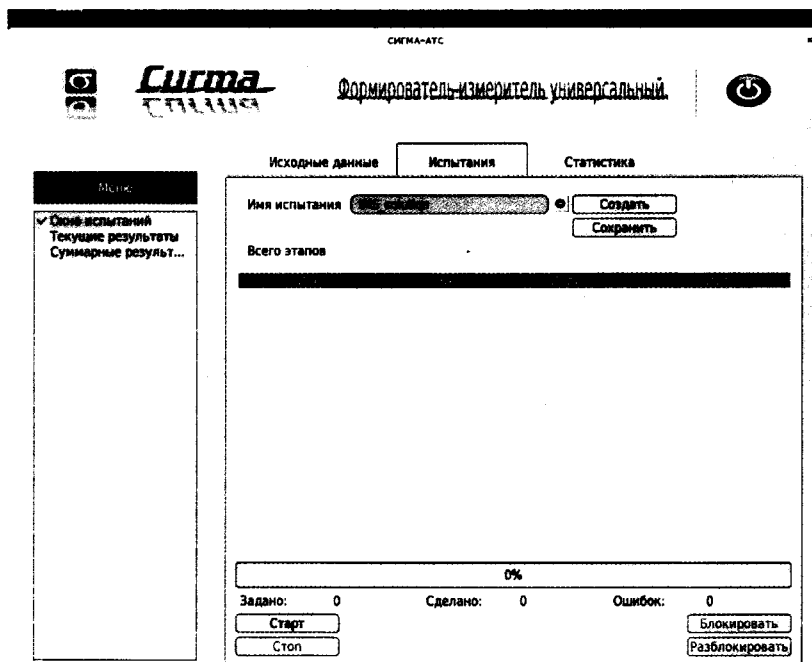 СИГМА-АТС
Сигма
Формирователь-измеритель универсальный
Исходные данные Испытания Статистика
Меню
Окно испытаний
Текущие результаты
Суммарные результ...
Имя испытания
Создать
Сохранить
Всего этапов
0%
Задано: 0 Сделано: 0 Ошибок: 0
Старт Блокировать
Стоп Разблокировать